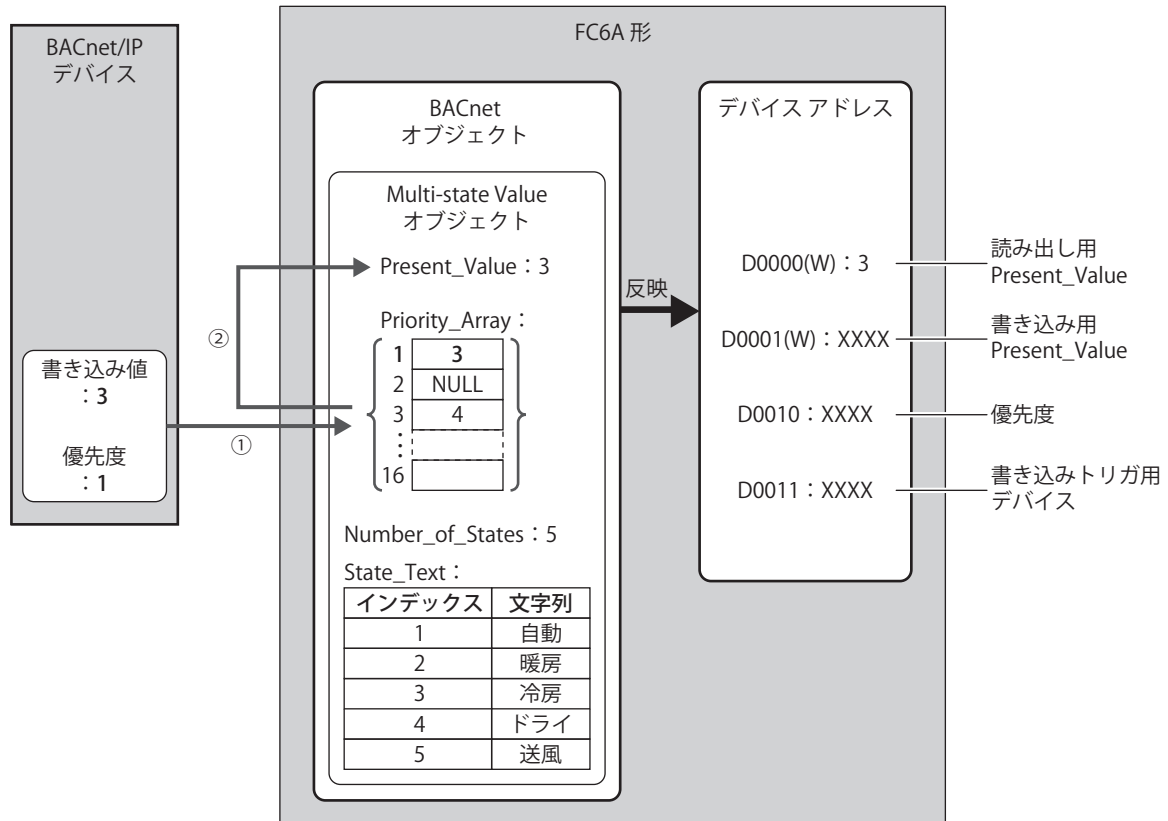 FC6A 形
BACnet/IP
デバイス
書き込み値
：3
優先度
：1
①
②
BACnet
オブジェクト
Multi-state Value
オブジェクト
Present_Value：3
Priority_Array：
1 3
2 NULL
3 4
⋮
16
Number_of_States：5
State_Text：
インデックス 文字列
1 自動
2 暖房
3 冷房
4 ドライ
5 送風
反映
デバイス アドレス
D0000(W)：3
読み出し用
Present_Value
D0001(W)：XXXX
書き込み用
Present_Value
D0010：XXXX
優先度
D0011：XXXX
書き込みトリガ用
デバイス